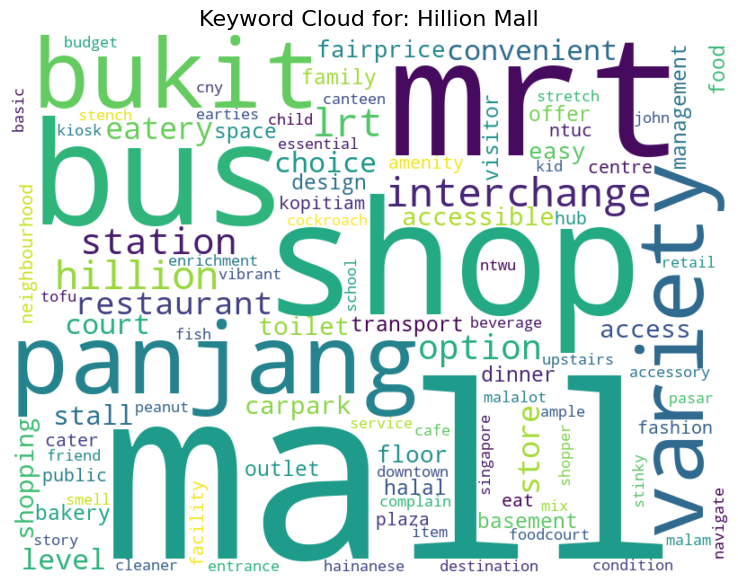 Keyword Cloud for: Hillion Mall
budget
bukit
mrt
fairprice
convenient
food
family
basic
cny
canteen
stretch
management
stench
earties
child
lrt
offer
john
kiosk
eatery
space
essential
visitor
ntuc
easy
choice
amenity
kid
centre
bus
design
interchange
kopitiam
accessible
hub
cockroach
variety
station
shop
neighbourhood
enrichment
hillion
vibrant
school
ntwu
retail
tofu
restaurant
court
fish
toilet
transport
beverage
access
panjang
option
upstairs
accessory
dinner
peanut
carpark
malalot
ample
pasar
stall
service
cafe
store
fashion
cater
shopping
friend
floor
singapore
shopper
mall
public
outlet
downtown
halal
stinky
smell
facility
complain
eat
mix
bakery
plaza
basement
navigate
story
item
foodcourt
malam
level
cleaner
entrance
hainanese
destination
condition